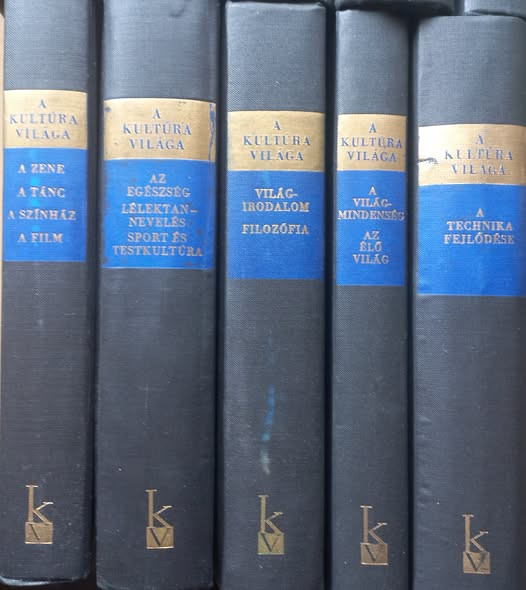 A
KULTÚRA
VILÁGA
A ZENE
A TÁNC
A SZÍNHÁZ
A FILM
k
V
A
KULTÚRA
VILÁGA
AZ
EGÉSZSÉG
LÉLEKTAN–
NEVELÉS
SPORT ÉS
TESTKULTÚRA
k
V
A
KULTÚRA
VILÁGA
VILÁG-
IRODALOM
FILOZÓFIA
k
V
A
KULTÚRA
VILÁGA
A
VILÁG-
MINDENSÉG
AZ
ÉLŐ
VILÁG
k
V
A
KULTÚRA
VILÁGA
A
TECHNIKA
FEJLŐDÉSE
k
V